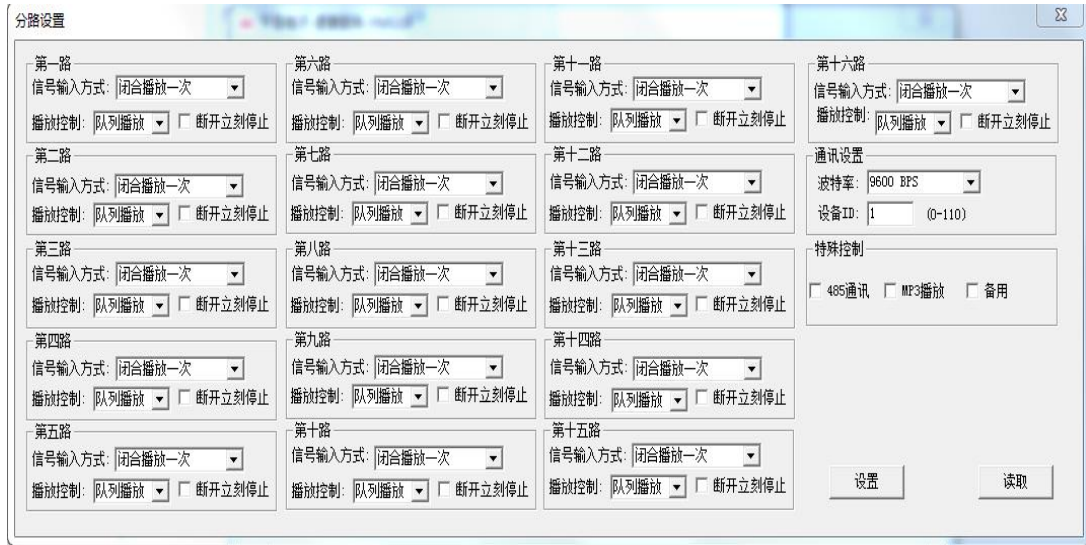 分路设置
第一路
信号输入方式: 闭合播放一次
播放控制: 队列播放 断开立刻停止
第二路
信号输入方式: 闭合播放一次
播放控制: 队列播放 断开立刻停止
第三路
信号输入方式: 闭合播放一次
播放控制: 队列播放 断开立刻停止
第四路
信号输入方式: 闭合播放一次
播放控制: 队列播放 断开立刻停止
第五路
信号输入方式: 闭合播放一次
播放控制: 队列播放 断开立刻停止
第六路
信号输入方式: 闭合播放一次
播放控制: 队列播放 断开立刻停止
第七路
信号输入方式: 闭合播放一次
播放控制: 队列播放 断开立刻停止
第八路
信号输入方式: 闭合播放一次
播放控制: 队列播放 断开立刻停止
第九路
信号输入方式: 闭合播放一次
播放控制: 队列播放 断开立刻停止
第十路
信号输入方式: 闭合播放一次
播放控制: 队列播放 断开立刻停止
第十一路
信号输入方式: 闭合播放一次
播放控制: 队列播放 断开立刻停止
第十二路
信号输入方式: 闭合播放一次
播放控制: 队列播放 断开立刻停止
第十三路
信号输入方式: 闭合播放一次
播放控制: 队列播放 断开立刻停止
第十四路
信号输入方式: 闭合播放一次
播放控制: 队列播放 断开立刻停止
第十五路
信号输入方式: 闭合播放一次
播放控制: 队列播放 断开立刻停止
第十六路
信号输入方式: 闭合播放一次
播放控制: 队列播放 断开立刻停止
通讯设置
波特率: 9600 BPS
设备ID: 1 (0-110)
特殊控制
485通讯 MP3播放 备用
设置 读取